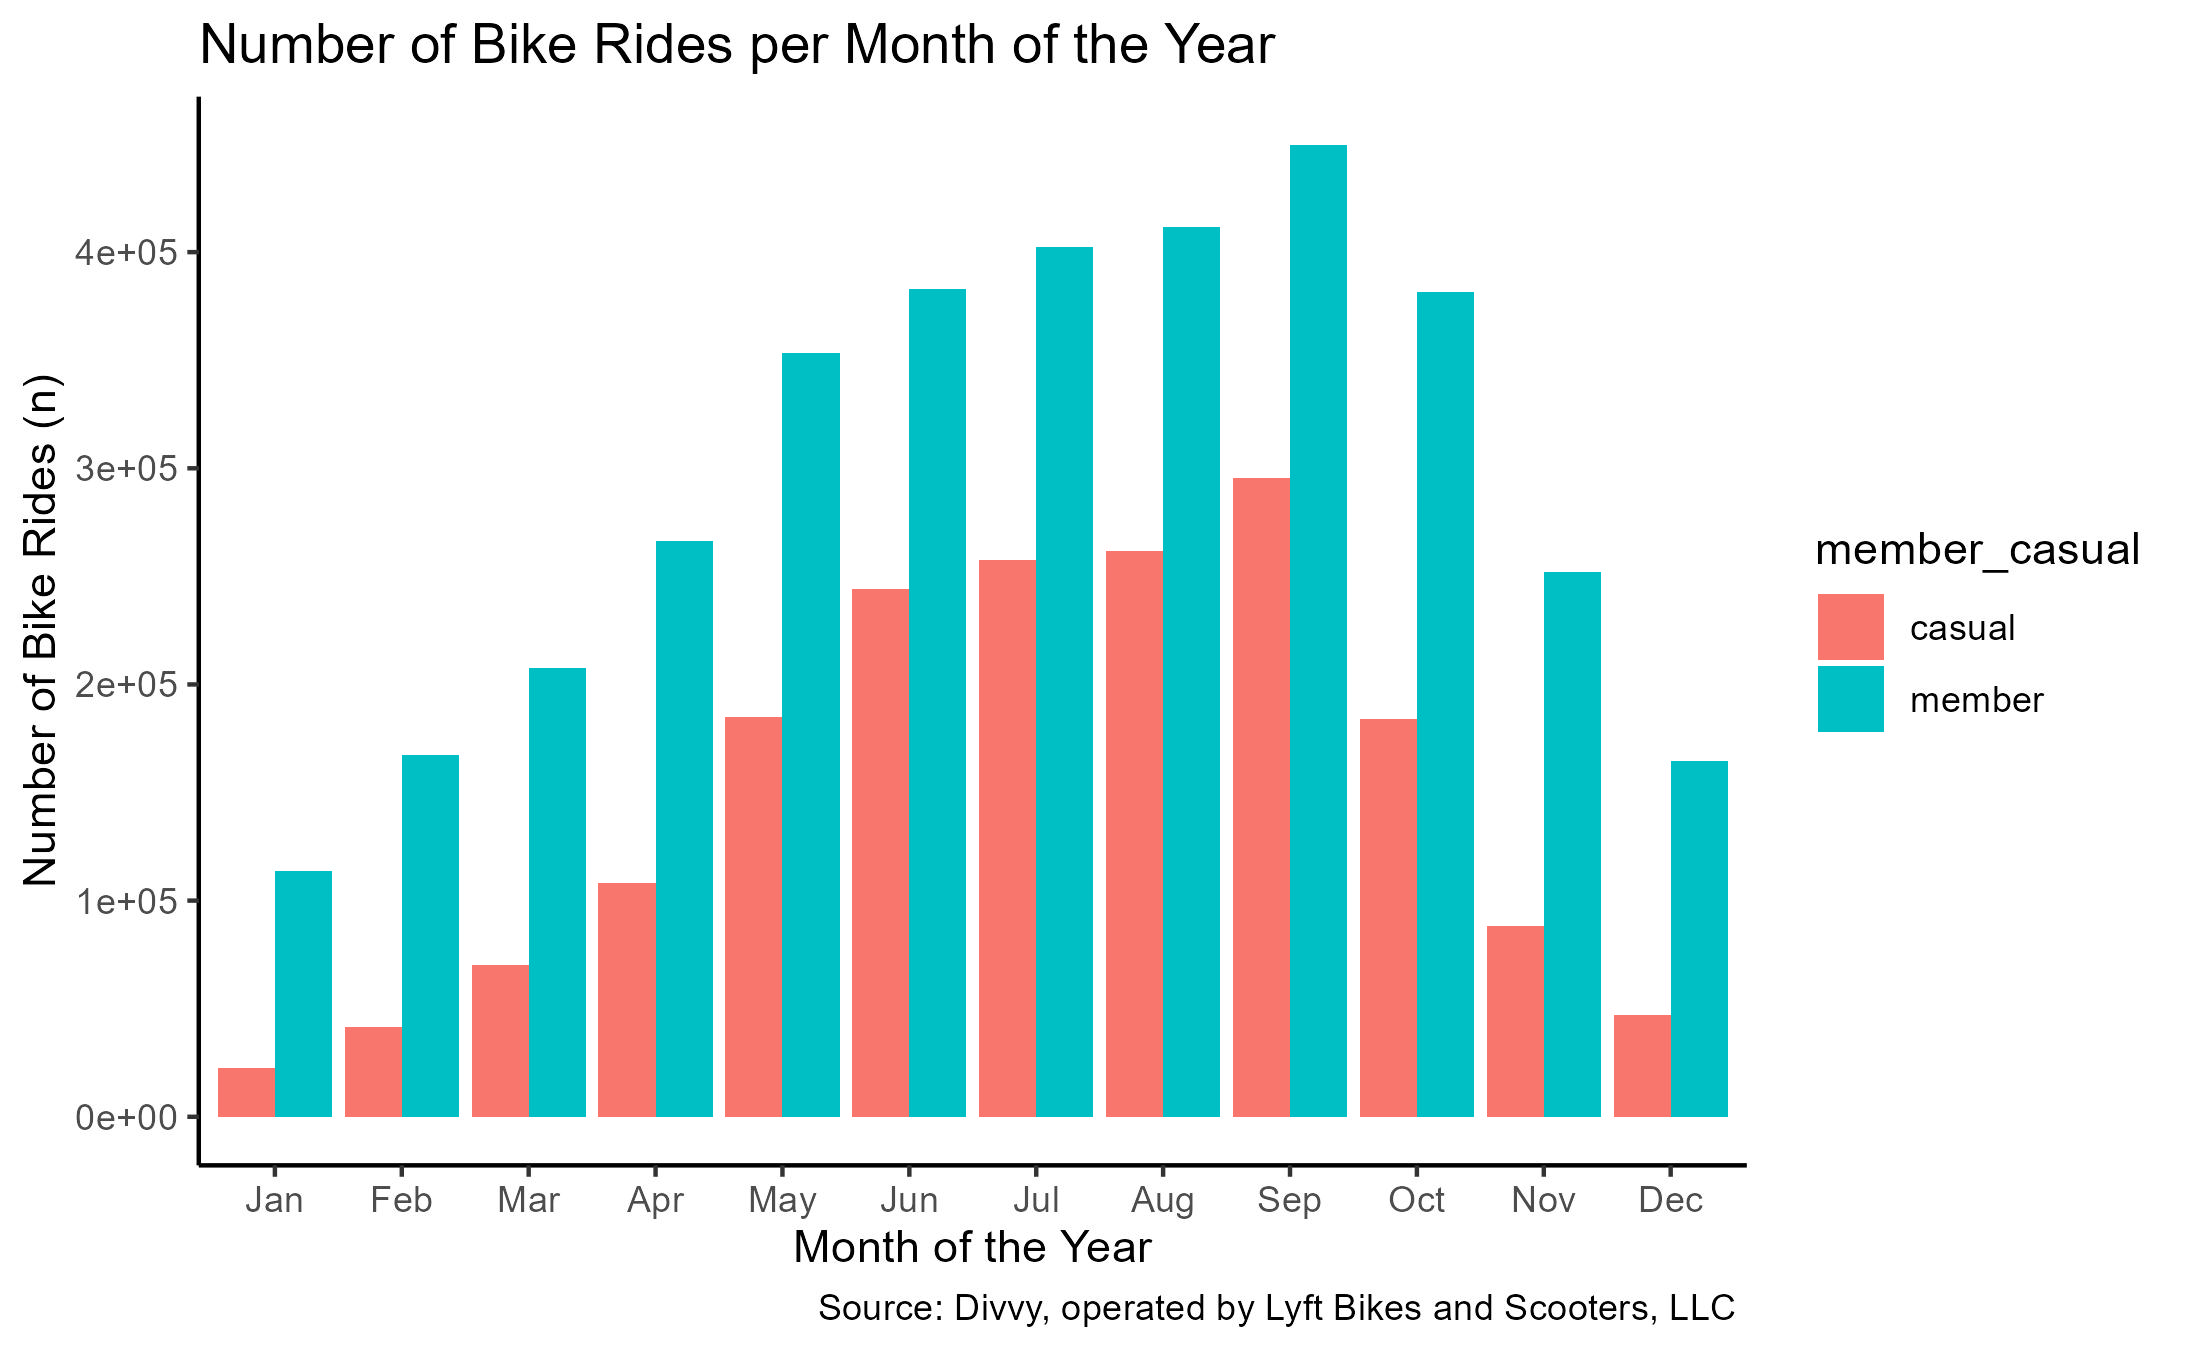 Number of Bike Rides per Month of the Year
Number of Bike Rides (n)
4e+05
3e+05
2e+05
1e+05
0e+00
Jan Feb Mar Apr May Jun Jul Aug Sep Oct Nov Dec
Month of the Year
Source: Divvy, operated by Lyft Bikes and Scooters, LLC
member_casual
casual
member